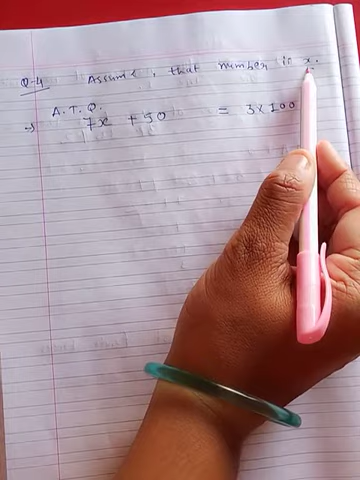 Q-4 Assume, that number is x.
A.T.Q.
→ 7x + 50 = 3x100